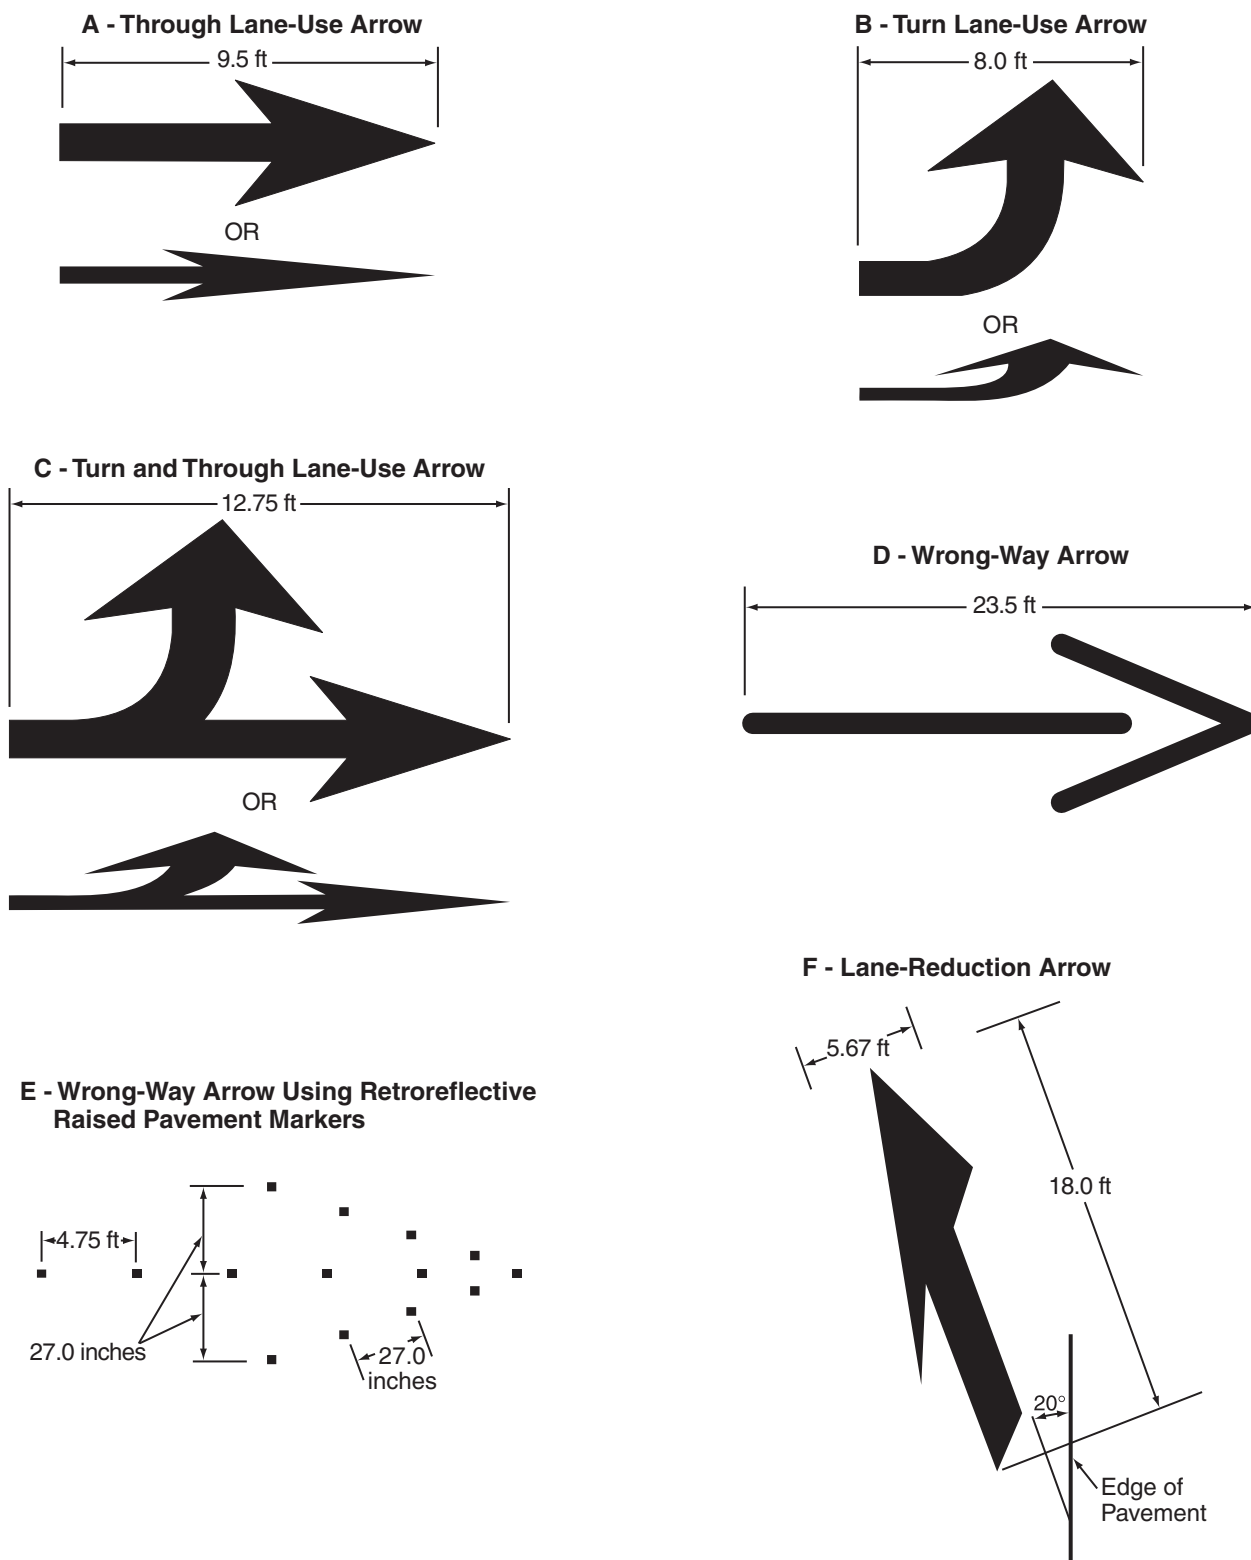 A - Through Lane-Use Arrow
9.5 ft
OR
B - Turn Lane-Use Arrow
8.0 ft
OR
C - Turn and Through Lane-Use Arrow
12.75 ft
OR
D - Wrong-Way Arrow
23.5 ft
E - Wrong-Way Arrow Using Retroreflective
Raised Pavement Markers
4.75 ft
27.0 inches
27.0
inches
F - Lane-Reduction Arrow
5.67 ft
18.0 ft
20°
Edge of
Pavement